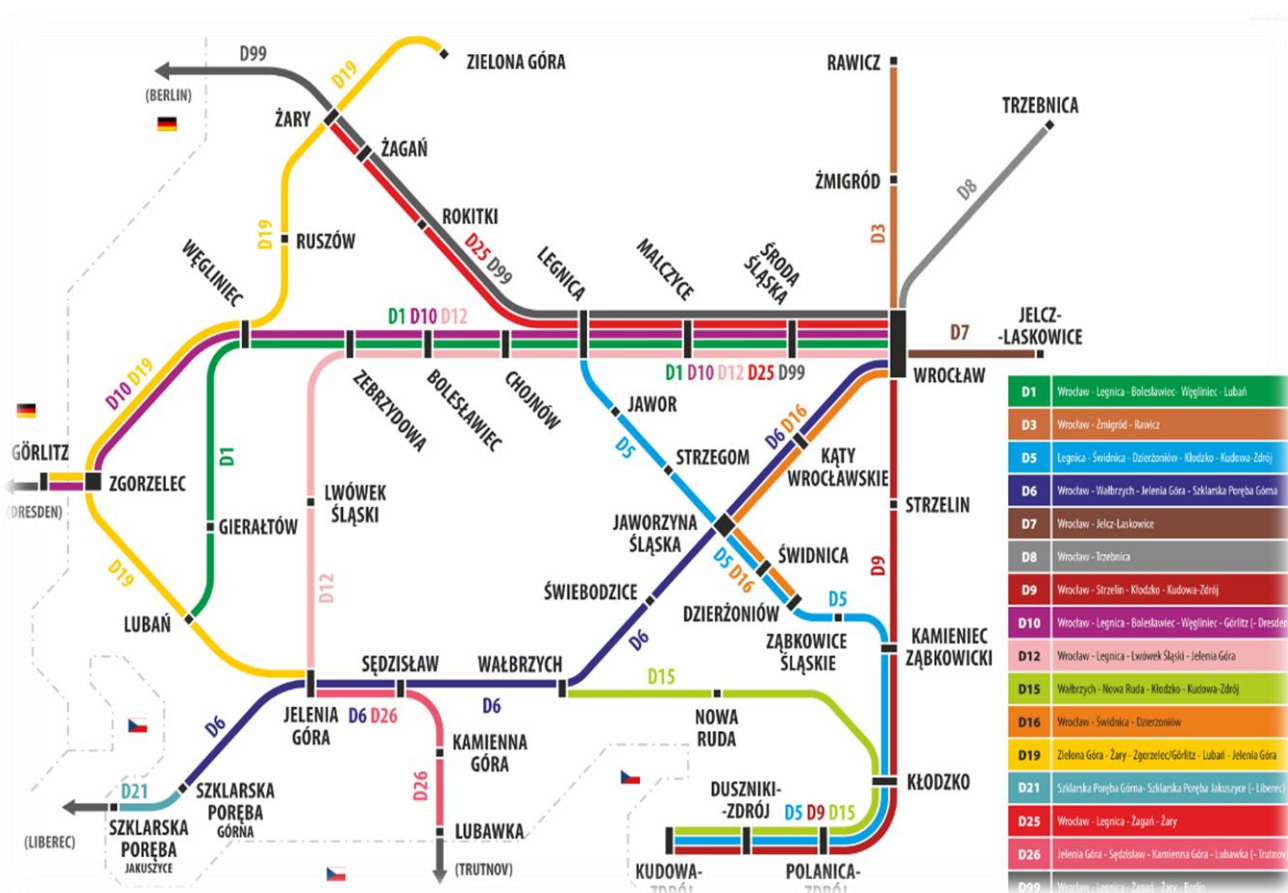 D99
(BERLIN)
D19
ZIELONA GÓRA
RAWICZ
TRZEBNICA
ŻARY
ŻAGAŃ
ŻMIGRÓD
D8
D3
ROKITKI
D19
RUSZÓW
WĘGLINIEC
D25 D99
LEGNICA
MALCZYCE
ŚRODA
ŚLĄSKA
JELCZ-
-LASKOWICE
D1 D10 D12
D7
WROCŁAW
D1 D10 D12 D25 D99
ZEBRZYDOWA
BOLESŁAWIEC
CHOJNÓW
D10 D19
JAWOR
D6 D16
D5
GÖRLITZ
ZGORZELEC
(DRESDEN)
D1
STRZEGOM
KĄTY
WROCŁAWSKIE
LWÓWEK
ŚLĄSKI
STRZELIN
GIERAŁTÓW
JAWORZYNA
ŚLĄSKA
ŚWIDNICA
D5 D16
D9
D19
D12
ŚWIEBODZICE
DZIERŻONIÓW
D5
LUBAŃ
D6
ZĄBKOWICE
ŚLĄSKIE
KAMIENIEC
ZĄBKOWICKI
SĘDZISŁAW
WAŁBRZYCH
D15
JELENIA
GÓRA
D6 D26
D6
D6
NOWA
RUDA
KAMIENNA
GÓRA
D26
KŁODZKO
D21
SZKLARSKA
PORĘBA
GÓRNA
DUSZNIKI-
-ZDRÓJ
D5 D9 D15
LUBAWKA
(LIBEREC)
SZKLARSKA
PORĘBA
JAKUSZYCE
(TRUTNOV)
KUDOWA-
ZDRÓJ
POLANICA-
ZDRÓJ
D1 Wrocław - Legnica - Bolesławiec - Węgliniec - Lubań
D3 Wrocław - Żmigród - Rawicz
D5 Legnica - Świdnica - Dzierżoniów - Kłodzko - Kudowa-Zdrój
D6 Wrocław - Wałbrzych - Jelenia Góra - Szklarska Poręba Górna
D7 Wrocław - Jelcz-Laskowice
D8 Wrocław - Trzebnica
D9 Wrocław - Strzelin - Kłodzko - Kudowa-Zdrój
D10 Wrocław - Legnica - Bolesławiec - Węgliniec - Görlitz (- Dresden
D12 Wrocław - Legnica - Lwówek Śląski - Jelenia Góra
D15 Wałbrzych - Nowa Ruda - Kłodzko - Kudowa-Zdrój
D16 Wrocław - Świdnica - Dzierżoniów
D19 Zielona Góra - Żary - Zgorzelec/Görlitz - Lubań - Jelenia Góra
D21 Szklarska Poręba Górna- Szklarska Poręba Jakuszyce (- Liberec)
D25 Wrocław - Legnica - Żagań - Żary
D26 Jelenia Góra - Sędzisław - Kamienna Góra - Lubawka (- Trutnov
D99 Wrocław - Legnica - Żagań - Żary - Berlin